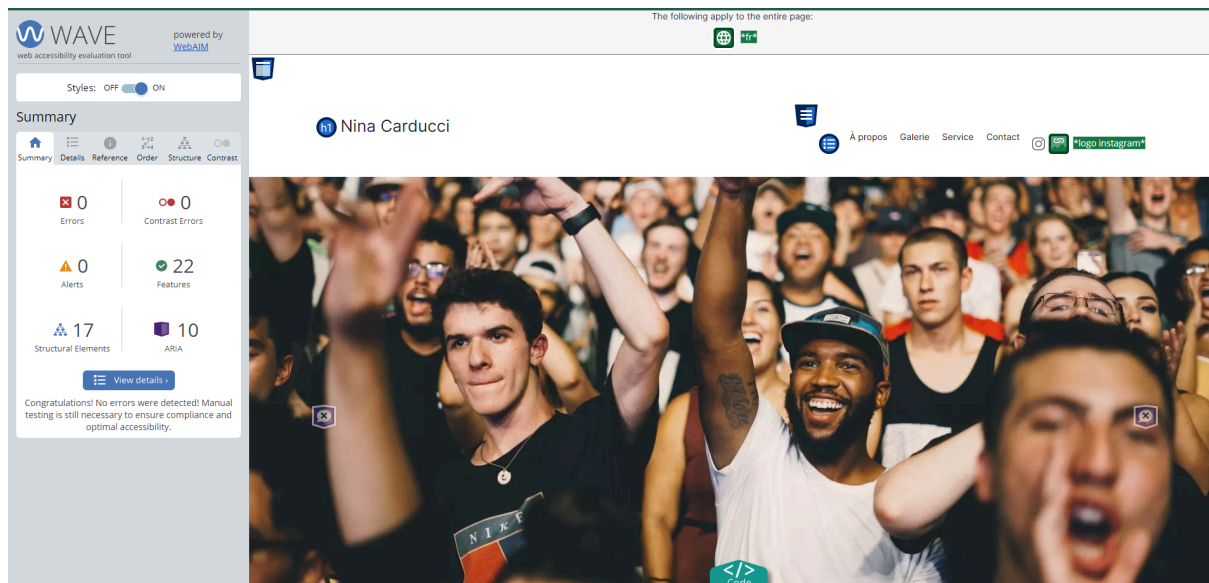 WAVE
web accessibility evaluation tool
powered by
WebAIM
Styles: OFF ON
Summary
Summary Details Reference Order Structure Contrast
0
Errors
0
Contrast Errors
0
Alerts
22
Features
17
Structural Elements
10
ARIA
View details ›
Congratulations! No errors were detected! Manual
testing is still necessary to ensure compliance and
optimal accessibility.
The following apply to the entire page:
*fr*
h1 Nina Carducci
À propos Galerie Service Contact *logo instagram*
NIKE
</>
Code